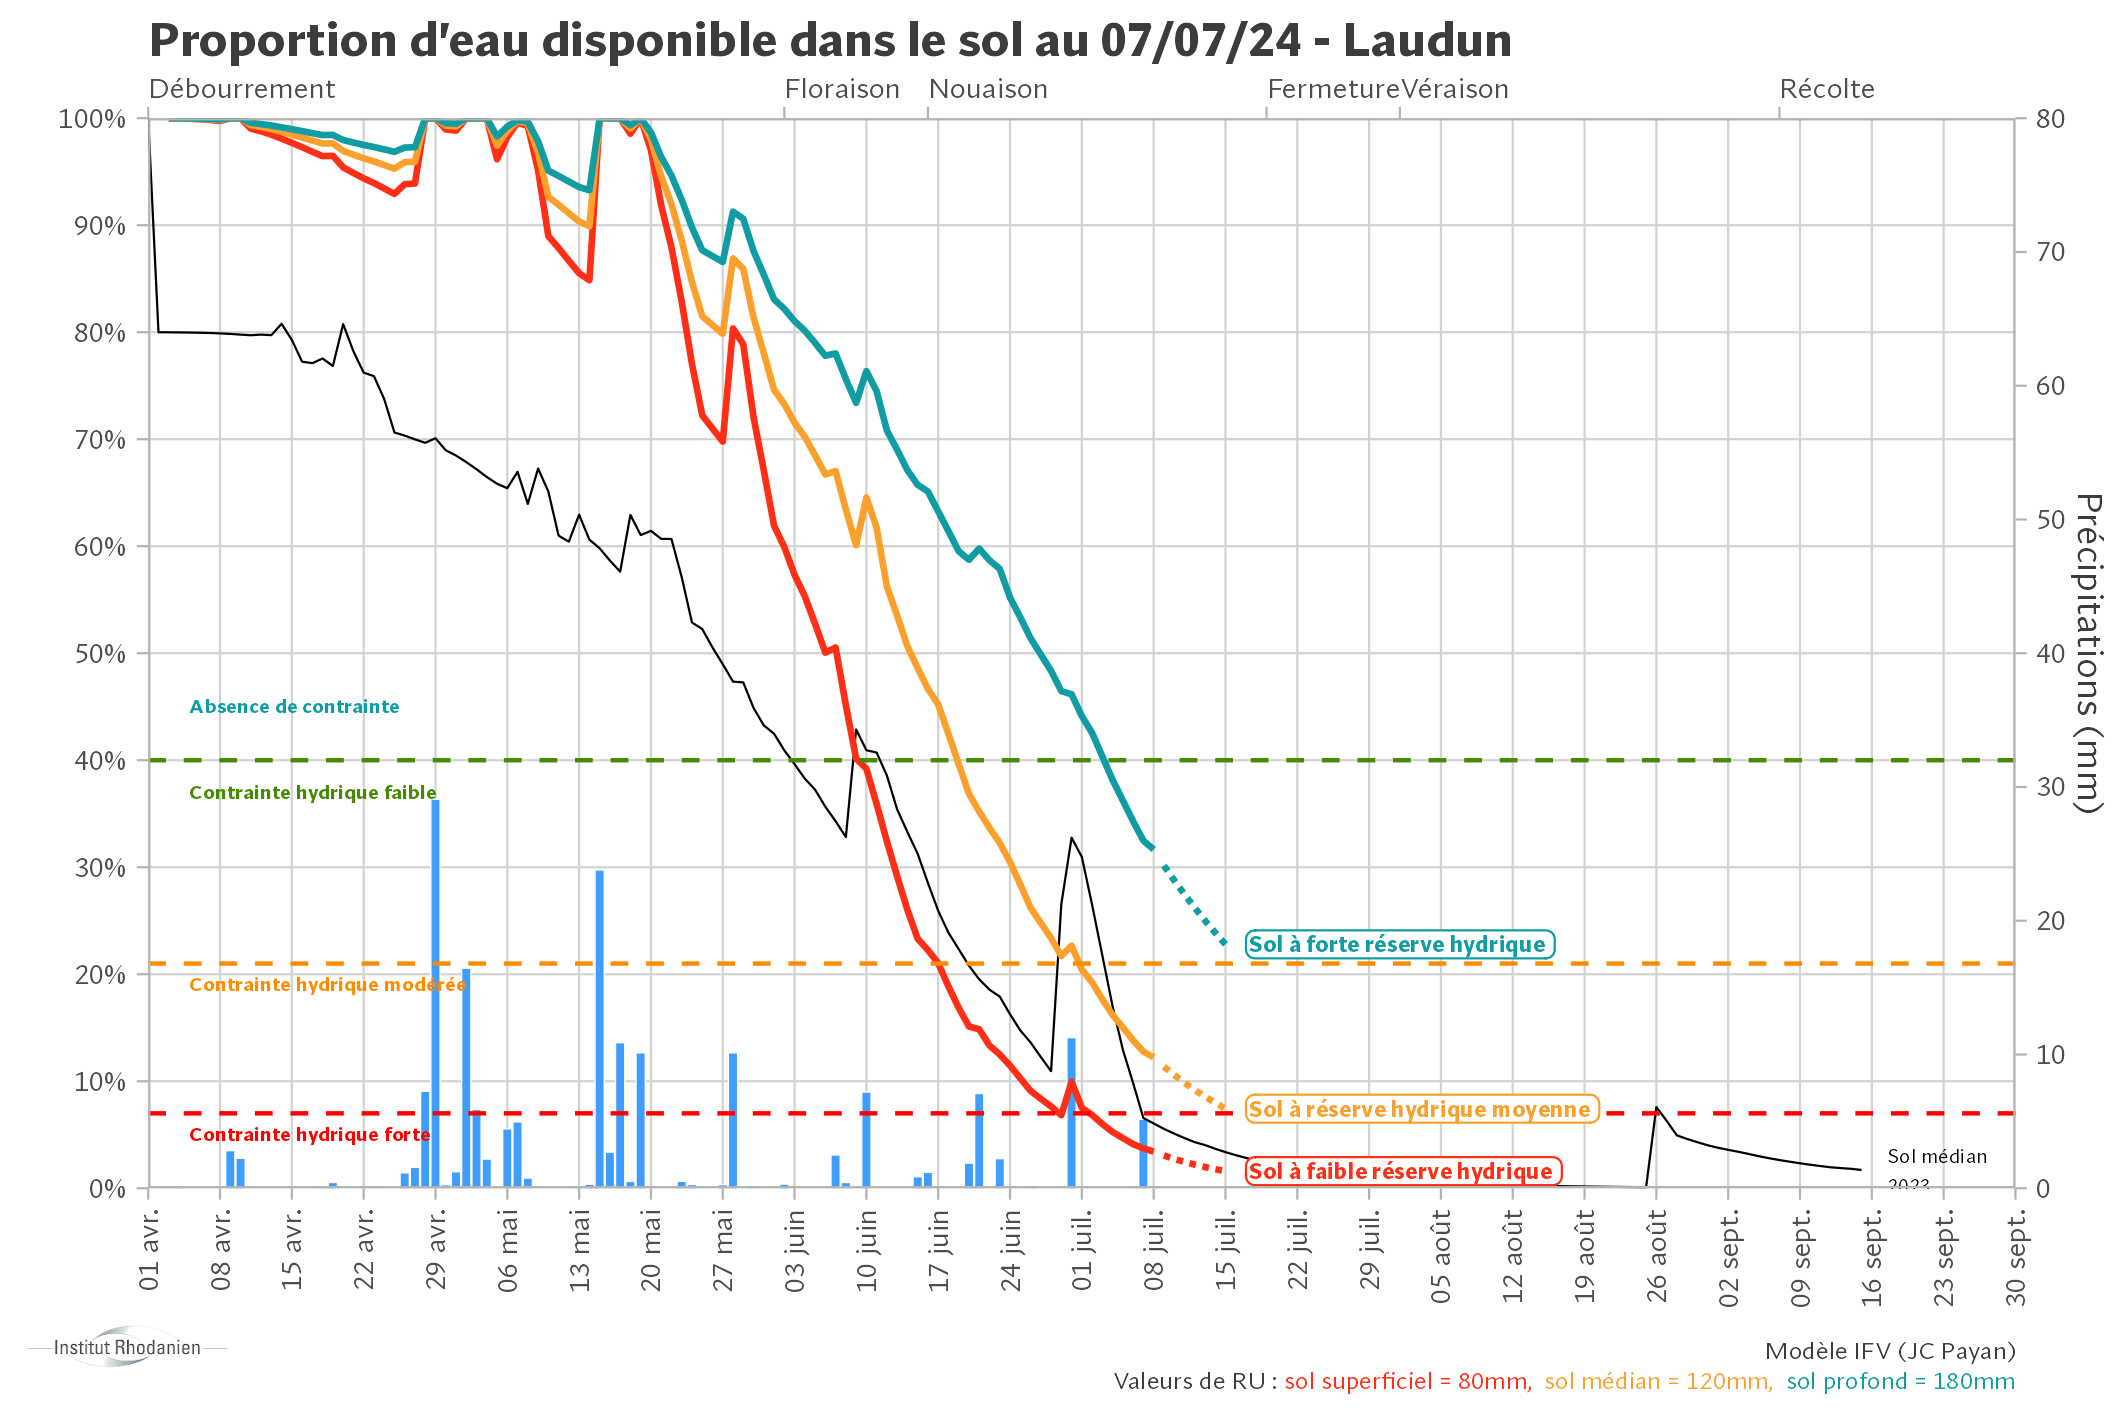 Proportion d'eau disponible dans le sol au 07/07/24 - Laudun
Débourrement Floraison Nouaison Fermeture Véraison Récolte
100% 80
90%
70
80%
60
70%
60% 50
50% 40
Précipitations (mm)
Absence de contrainte
40%
Contrainte hydrique faible
30
30%
20
Sol à forte réserve hydrique
20%
Contrainte hydrique modérée
10% 10
Sol à réserve hydrique moyenne
Contrainte hydrique forte
Sol à faible réserve hydrique
Sol médian
2023
0% 0
01 avr. 08 avr. 15 avr. 22 avr. 29 avr. 06 mai 13 mai 20 mai 27 mai 03 juin 10 juin 17 juin 24 juin 01 juil. 08 juil. 15 juil. 22 juil. 29 juil. 05 août 12 août 19 août 26 août 02 sept. 09 sept. 16 sept. 23 sept. 30 sept.
Institut Rhodanien
Modèle IFV (JC Payan)
Valeurs de RU : sol superficiel = 80mm, sol médian = 120mm, sol profond = 180mm